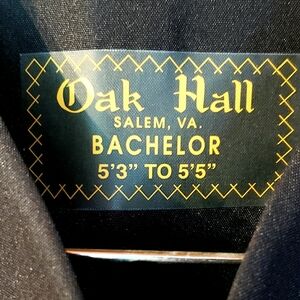 Oak Hall
SALEM, VA.
BACHELOR
5'3" TO 5'5"